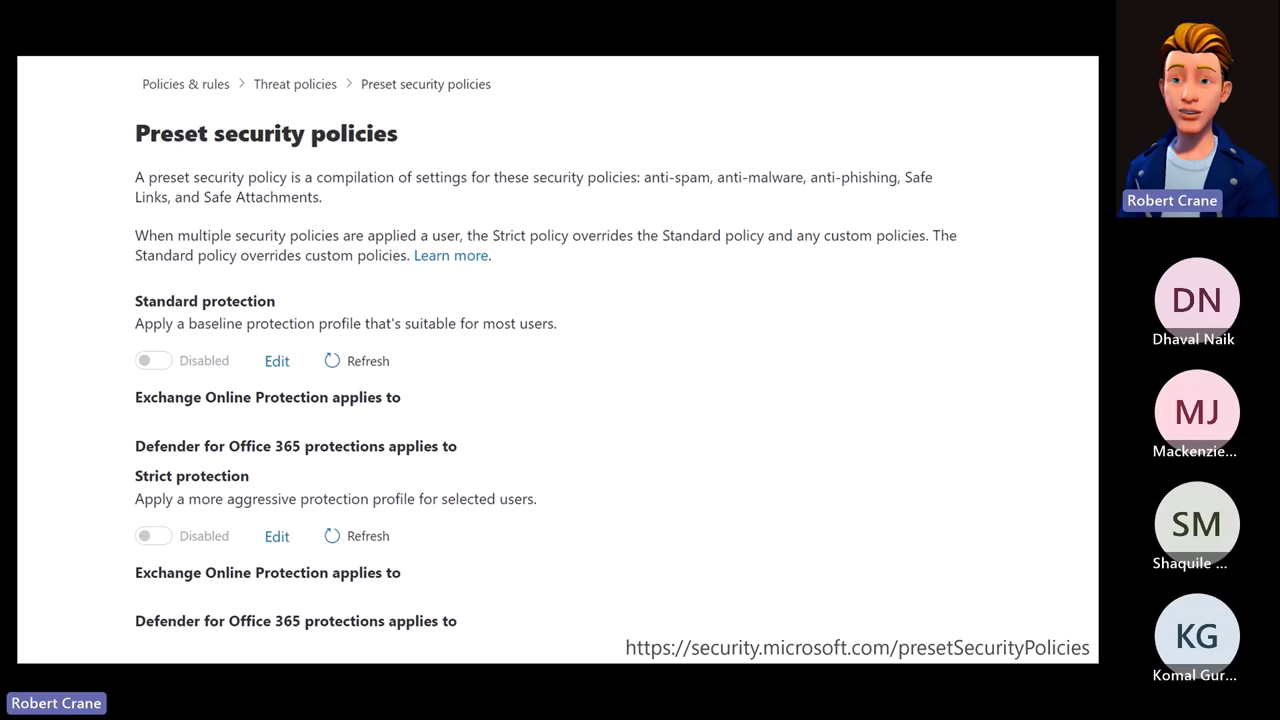 Policies & rules > Threat policies > Preset security policies
Preset security policies
A preset security policy is a compilation of settings for these security policies: anti-spam, anti-malware, anti-phishing, Safe
Links, and Safe Attachments.
When multiple security policies are applied a user, the Strict policy overrides the Standard policy and any custom policies. The
Standard policy overrides custom policies. Learn more.
Standard protection
Apply a baseline protection profile that's suitable for most users.
Disabled Edit Refresh
Exchange Online Protection applies to
Defender for Office 365 protections applies to
Strict protection
Apply a more aggressive protection profile for selected users.
Disabled Edit Refresh
Exchange Online Protection applies to
Defender for Office 365 protections applies to
https://security.microsoft.com/presetSecurityPolicies
Robert Crane
DN
Dhaval Naik
MJ
Mackenzie...
SM
Shaquile ...
KG
Komal Gur...
Robert Crane